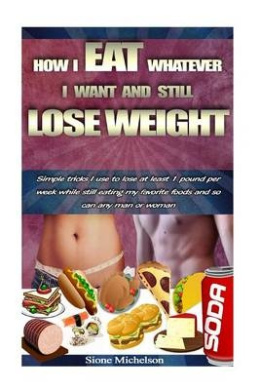 HOW I EAT WHATEVER
I WANT AND STILL
LOSE WEIGHT
Simple tricks I use to lose at least 1 pound per
week while still eating my favorite foods and so
can any man or woman
SODA
Sione Michelson